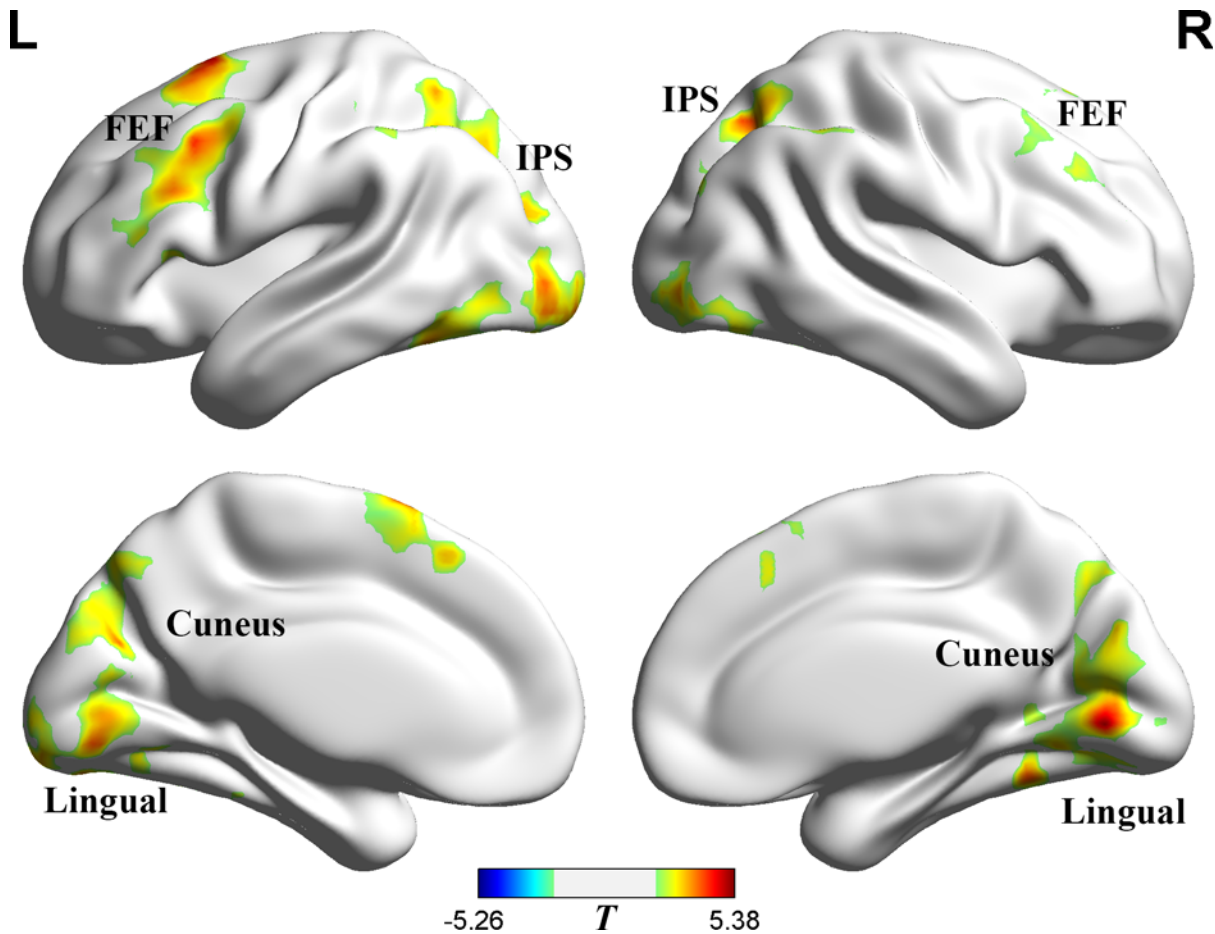 L
R
FEF
IPS
IPS
FEF
Cuneus
Lingual
Cuneus
Lingual
-5.26 T 5.38